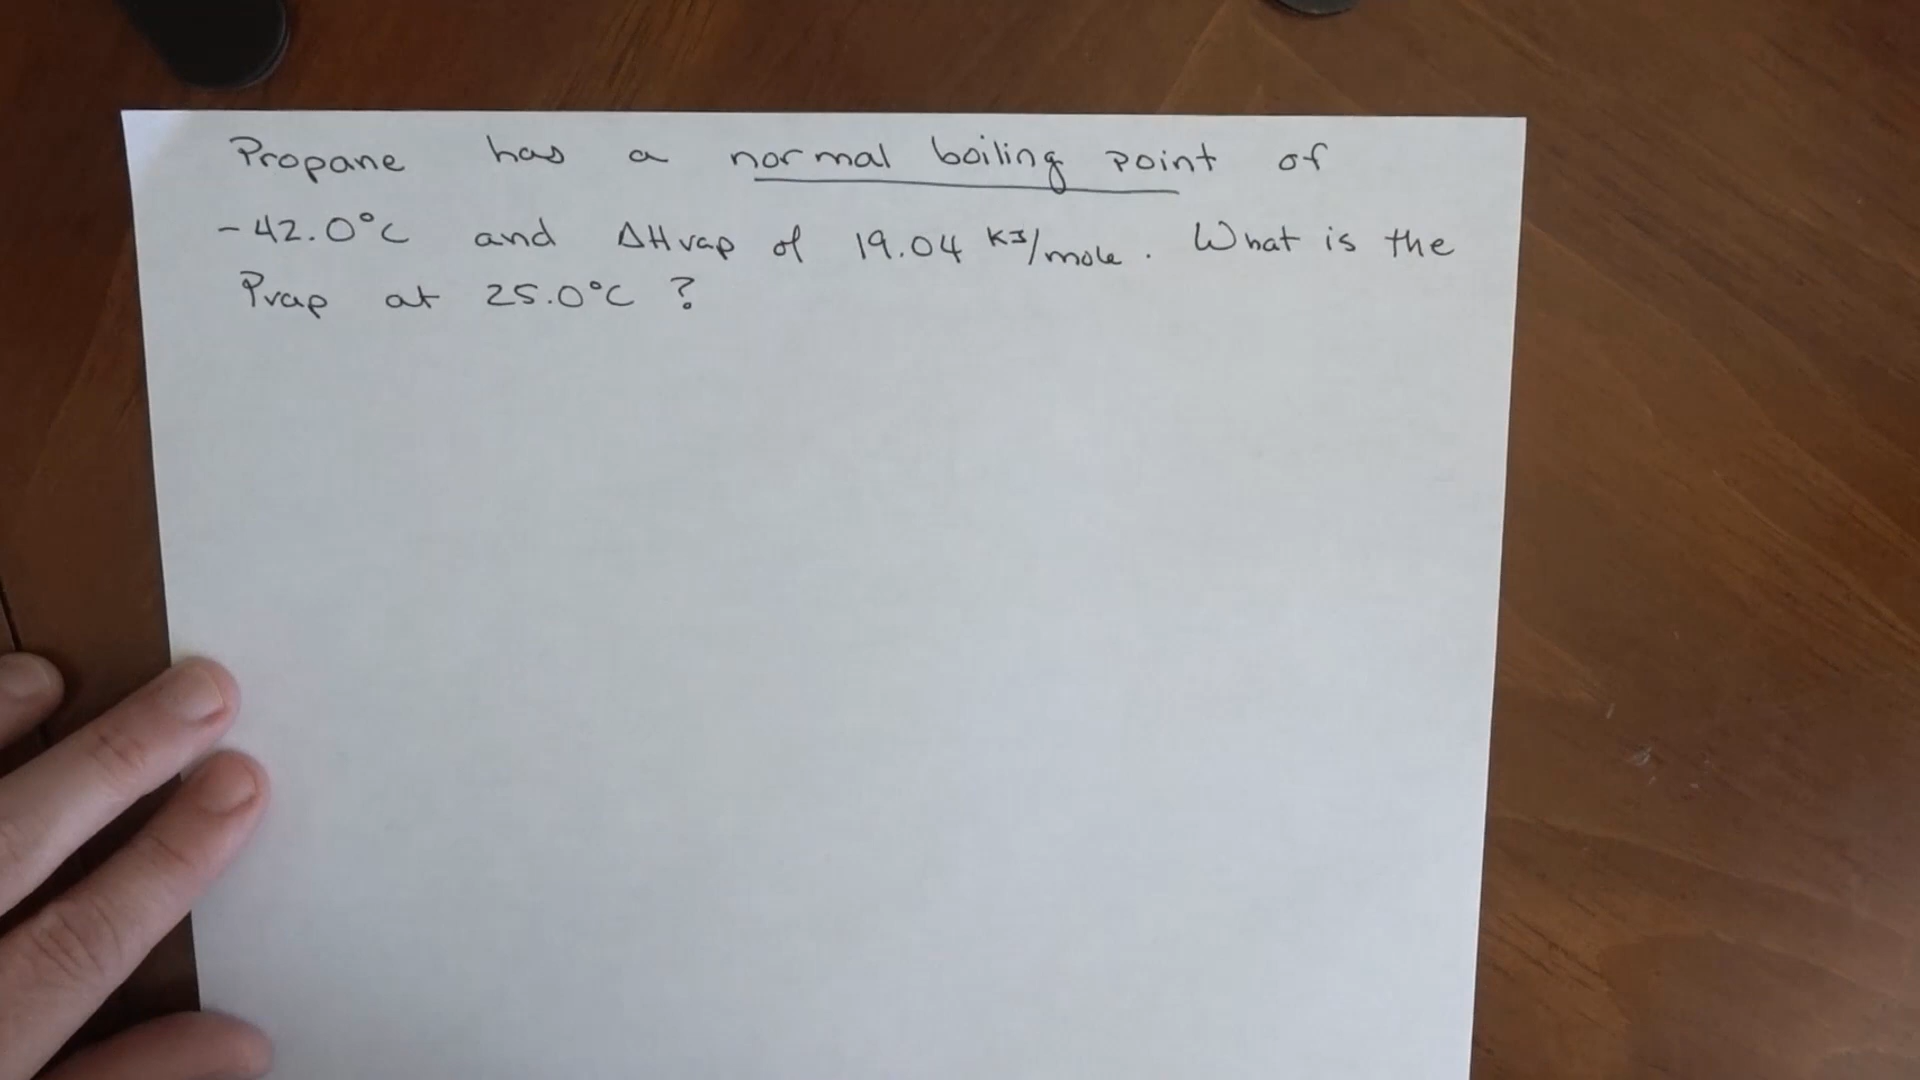 Propane has a normal boiling point of
-42.0°C and ΔHvap of 19.04 KJ/mole. What is the
Pvap at 25.0°C ?